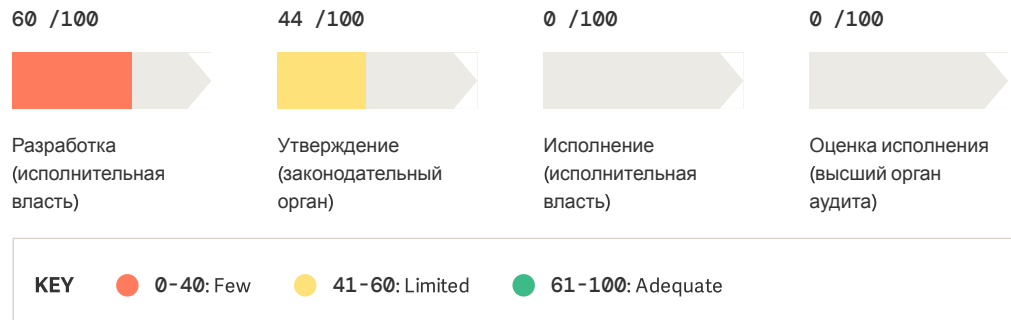 60 /100
44 /100
0 /100
0 /100
Разработка
(исполнительная
власть)
Утверждение
(законодательный
орган)
Исполнение
(исполнительная
власть)
Оценка исполнения
(высший орган
аудита)
KEY 0-40: Few 41-60: Limited 61-100: Adequate